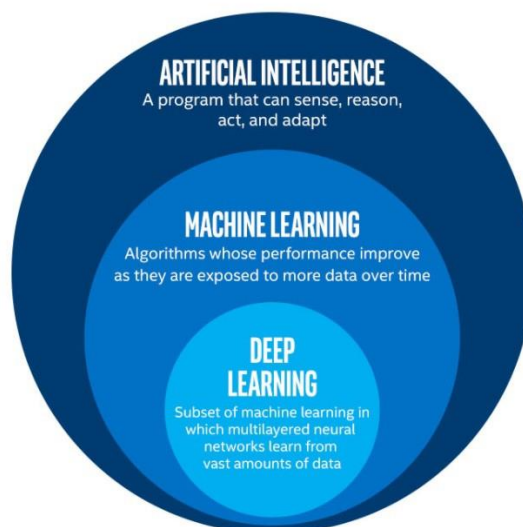 ARTIFICIAL INTELLIGENCE
A program that can sense, reason,
act, and adapt
MACHINE LEARNING
Algorithms whose performance improve
as they are exposed to more data over time
DEEP
LEARNING
Subset of machine learning in
which multilayered neural
networks learn from
vast amounts of data